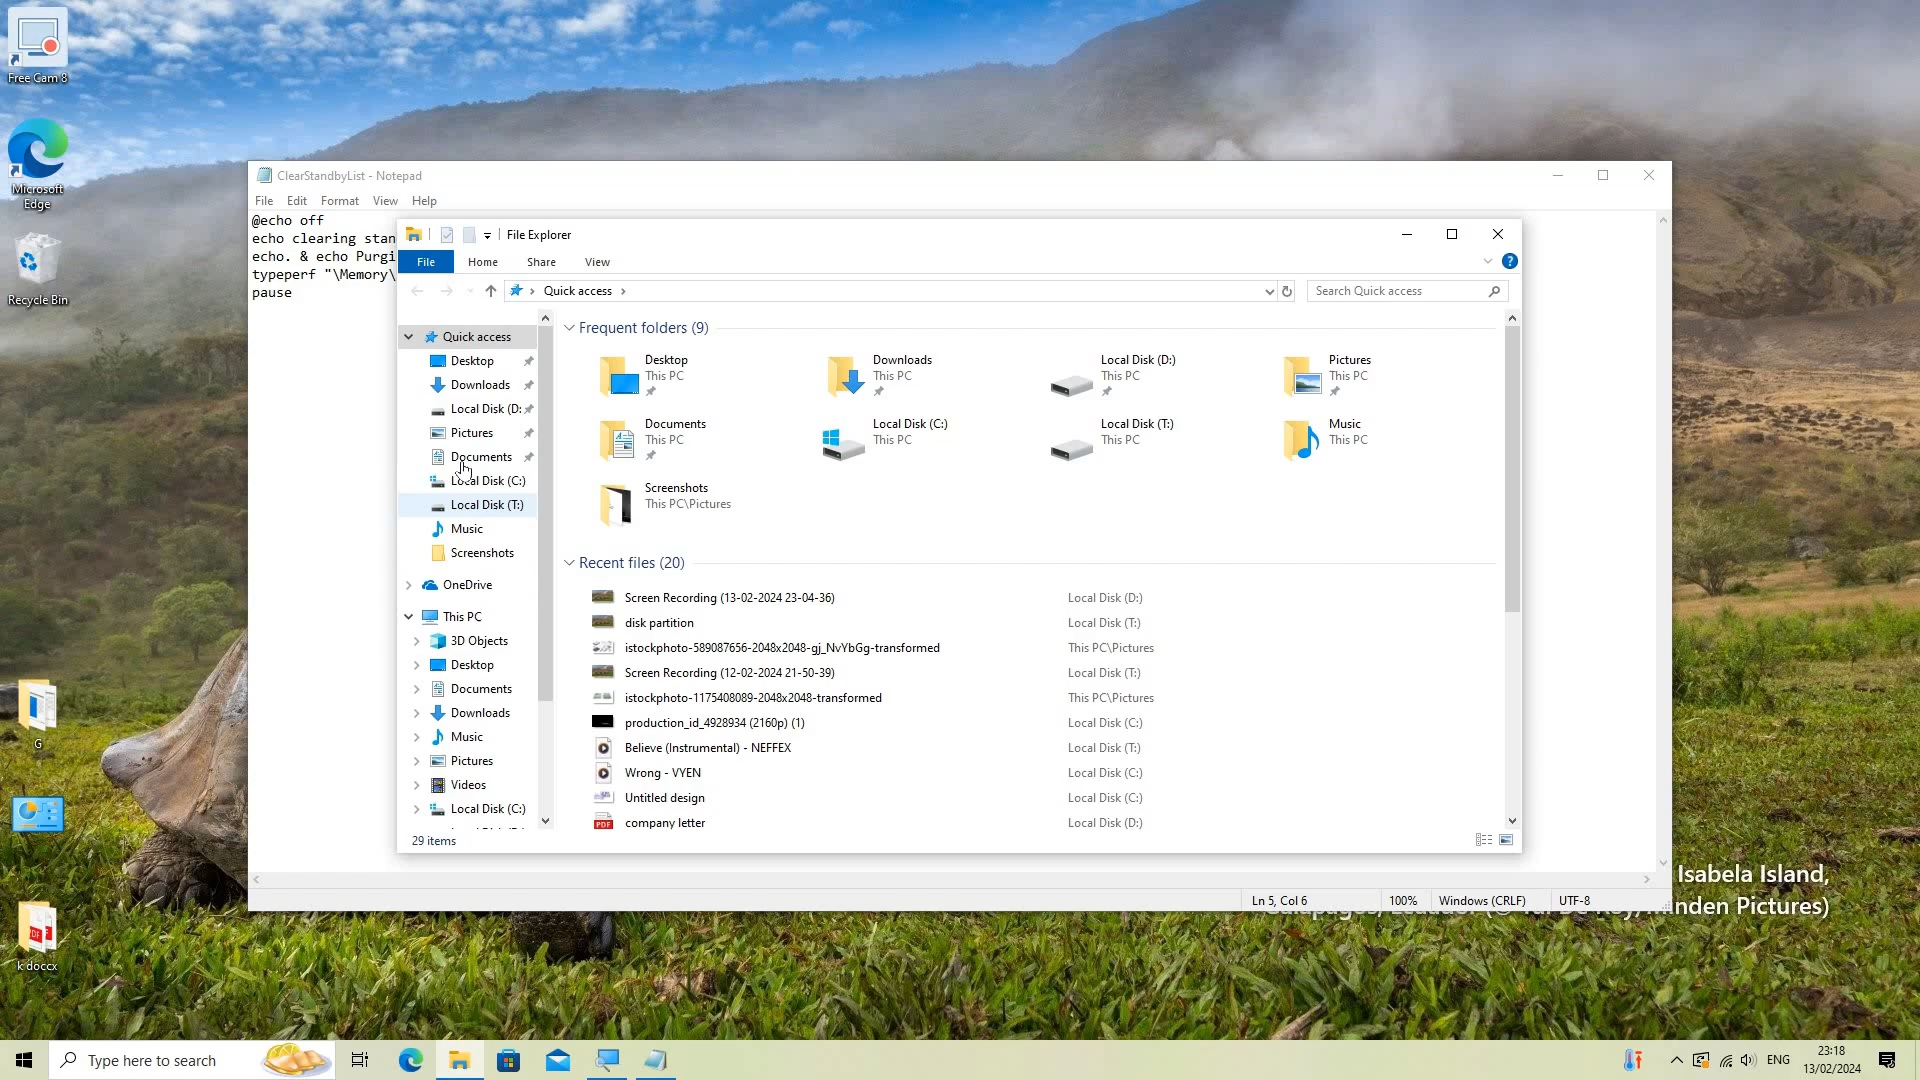 Free Cam 8
Microsoft
Edge
Recycle Bin
G
k doccx
ClearStandbyList - Notepad
File Edit Format View Help
@echo off
echo clearing stan
echo. & echo Purgi
typeperf "\Memory\
pause
File Explorer
File Home Share View
Quick access
Search Quick access
Quick access
Desktop
Downloads
Local Disk (D:
Pictures
Documents
Local Disk (C:)
Local Disk (T:)
Music
Screenshots
OneDrive
This PC
3D Objects
Desktop
Documents
Downloads
Music
Pictures
Videos
Local Disk (C:)
Frequent folders (9)
Desktop
This PC
Downloads
This PC
Local Disk (D:)
This PC
Pictures
This PC
Documents
This PC
Local Disk (C:)
This PC
Local Disk (T:)
This PC
Music
This PC
Screenshots
This PC\Pictures
Recent files (20)
Screen Recording (13-02-2024 23-04-36) Local Disk (D:)
disk partition Local Disk (T:)
istockphoto-589087656-2048x2048-gj_NvYbGg-transformed This PC\Pictures
Screen Recording (12-02-2024 21-50-39) Local Disk (T:)
istockphoto-1175408089-2048x2048-transformed This PC\Pictures
production_id_4928934 (2160p) (1) Local Disk (C:)
Believe (Instrumental) - NEFFEX Local Disk (T:)
Wrong - VYEN Local Disk (C:)
Untitled design Local Disk (C:)
PDF company letter Local Disk (D:)
29 items
Ln 5, Col 6 100% Windows (CRLF) UTF-8
Isabela Island,
inden Pictures)
Type here to search
ENG
23:18
13/02/2024